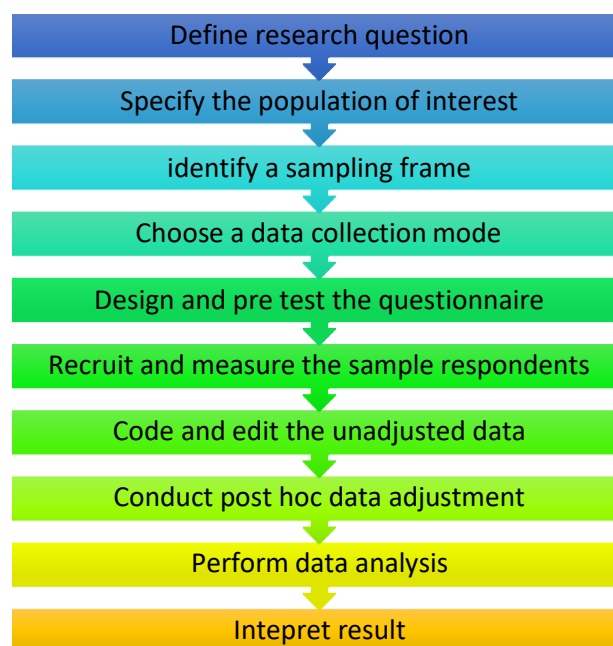 Define research question
Specify the population of interest
identify a sampling frame
Choose a data collection mode
Design and pre test the questionnaire
Recruit and measure the sample respondents
Code and edit the unadjusted data
Conduct post hoc data adjustment
Perform data analysis
Intepret result